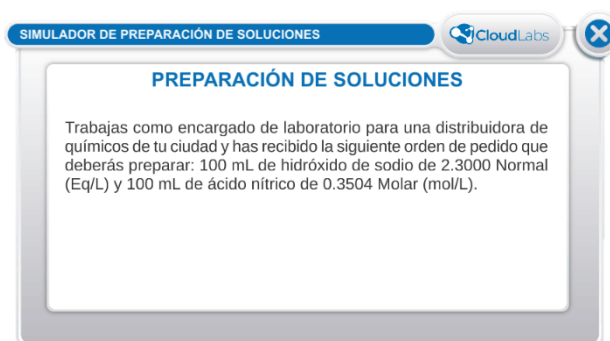 SIMULADOR DE PREPARACIÓN DE SOLUCIONES
CloudLabs
PREPARACIÓN DE SOLUCIONES
Trabajas como encargado de laboratorio para una distribuidora de
químicos de tu ciudad y has recibido la siguiente orden de pedido que
deberás preparar: 100 mL de hidróxido de sodio de 2.3000 Normal
(Eq/L) y 100 mL de ácido nítrico de 0.3504 Molar (mol/L).